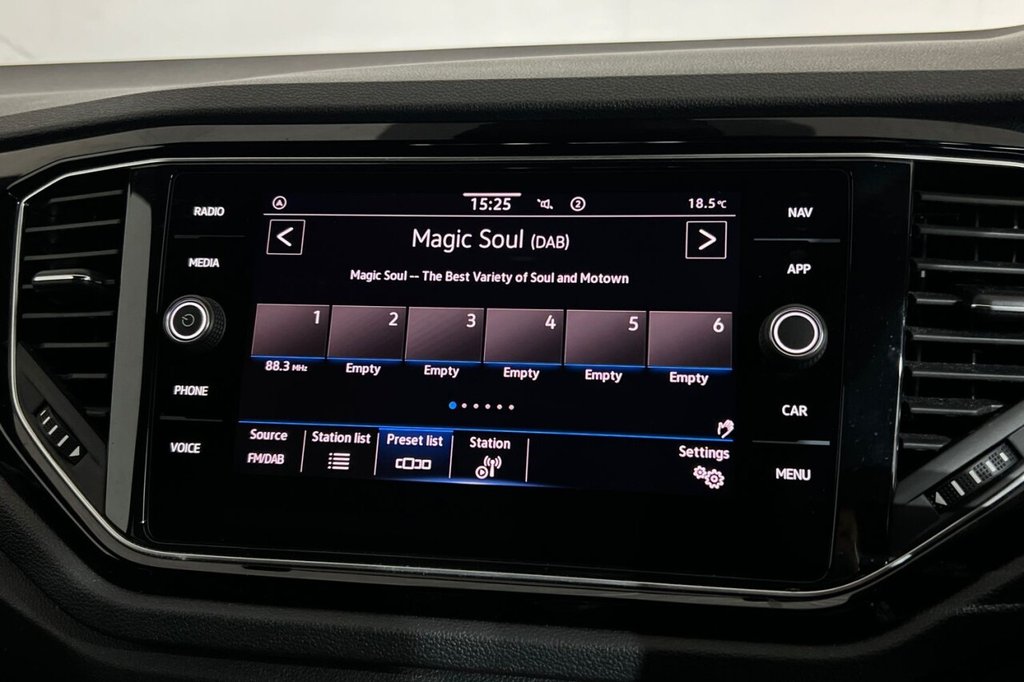 RADIO
MEDIA
PHONE
VOICE
A 15:25 2 18.5°C
< Magic Soul (DAB) >
Magic Soul -- The Best Variety of Soul and Motown
1 2 3 4 5 6
88.3 MHz Empty Empty Empty Empty Empty
Source Station list Preset list Station Settings
FM/DAB
NAV
APP
CAR
MENU